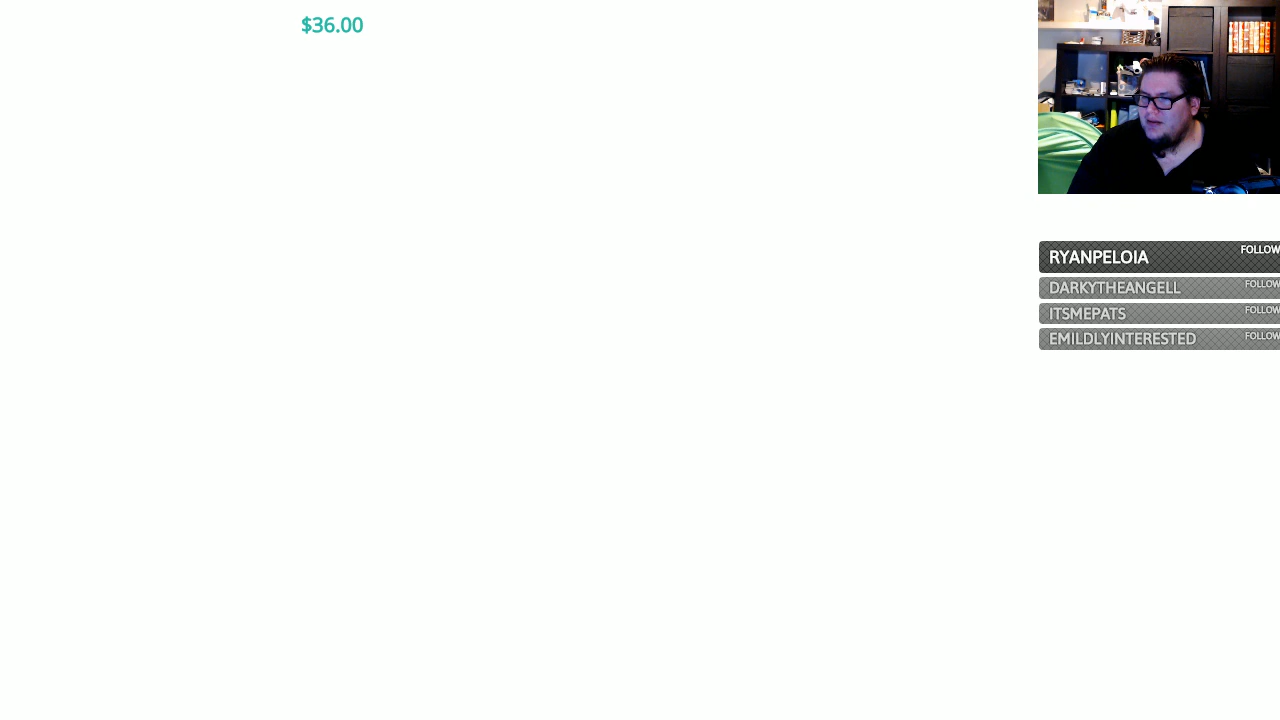 $36.00
RYANPELOIA
FOLLOW
DARKYTHEANGELL
FOLLOW
ITSMEPATS
FOLLOW
EMILDLYINTERESTED
FOLLOW